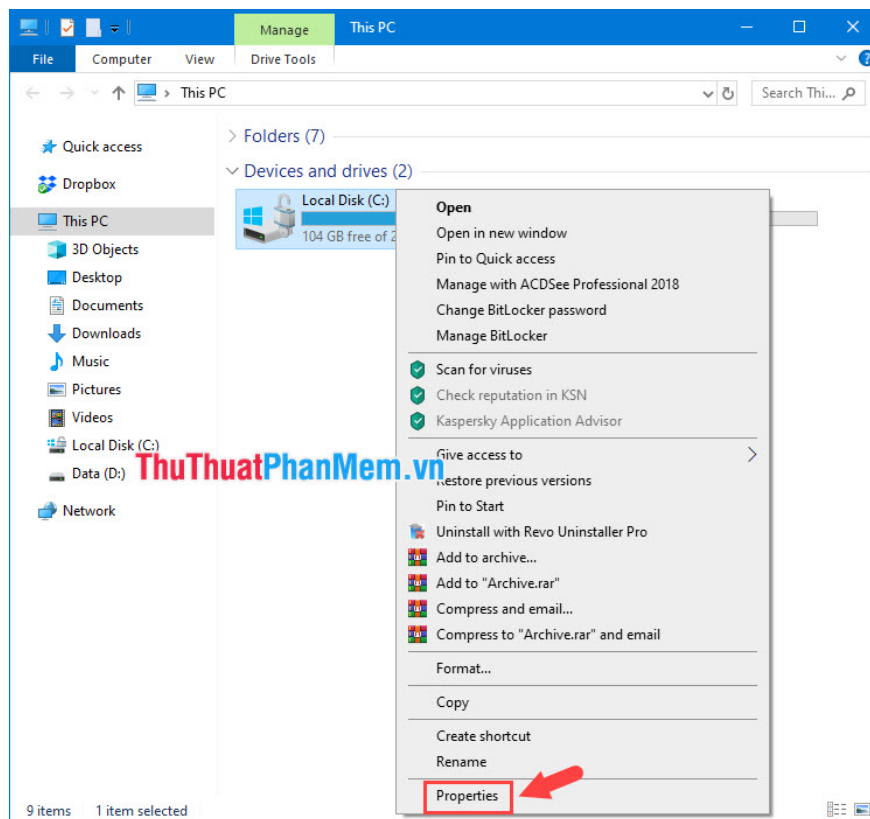 Manage
This PC
File
Computer
View
Drive Tools
This PC
Search Thi...
Quick access
Dropbox
This PC
3D Objects
Desktop
Documents
Downloads
Music
Pictures
Videos
Local Disk (C:)
Data (D:)
Network
Folders (7)
Devices and drives (2)
Local Disk (C:)
104 GB free of 2
Open
Open in new window
Pin to Quick access
Manage with ACDSee Professional 2018
Change BitLocker password
Manage BitLocker
Scan for viruses
Check reputation in KSN
Kaspersky Application Advisor
Give access to
Restore previous versions
Pin to Start
Uninstall with Revo Uninstaller Pro
Add to archive...
Add to "Archive.rar"
Compress and email...
Compress to "Archive.rar" and email
Format...
Copy
Create shortcut
Rename
Properties
ThuThuatPhanMem.vn
9 items
1 item selected